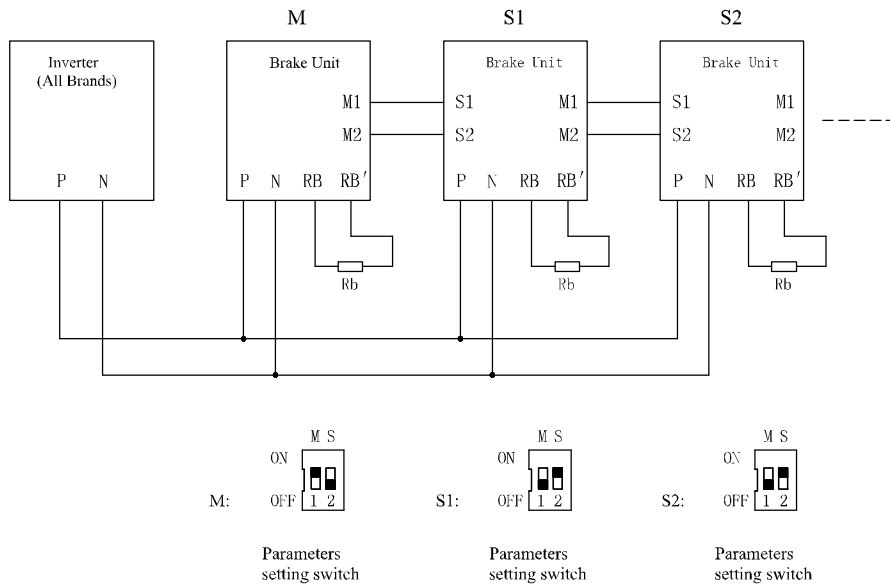 M S1 S2
Inverter
(All Brands)
Brake Unit Brake Unit Brake Unit
M1 S1 M1 S1 M1
M2 S2 M2 S2 M2
P N P N RB RB′ P N RB RB′ P N RB RB′
Rb Rb Rb
M S M S M S
ON ON ON
M: OFF 1 2 S1: OFF 1 2 S2: OFF 1 2
Parameters Parameters Parameters
setting switch setting switch setting switch